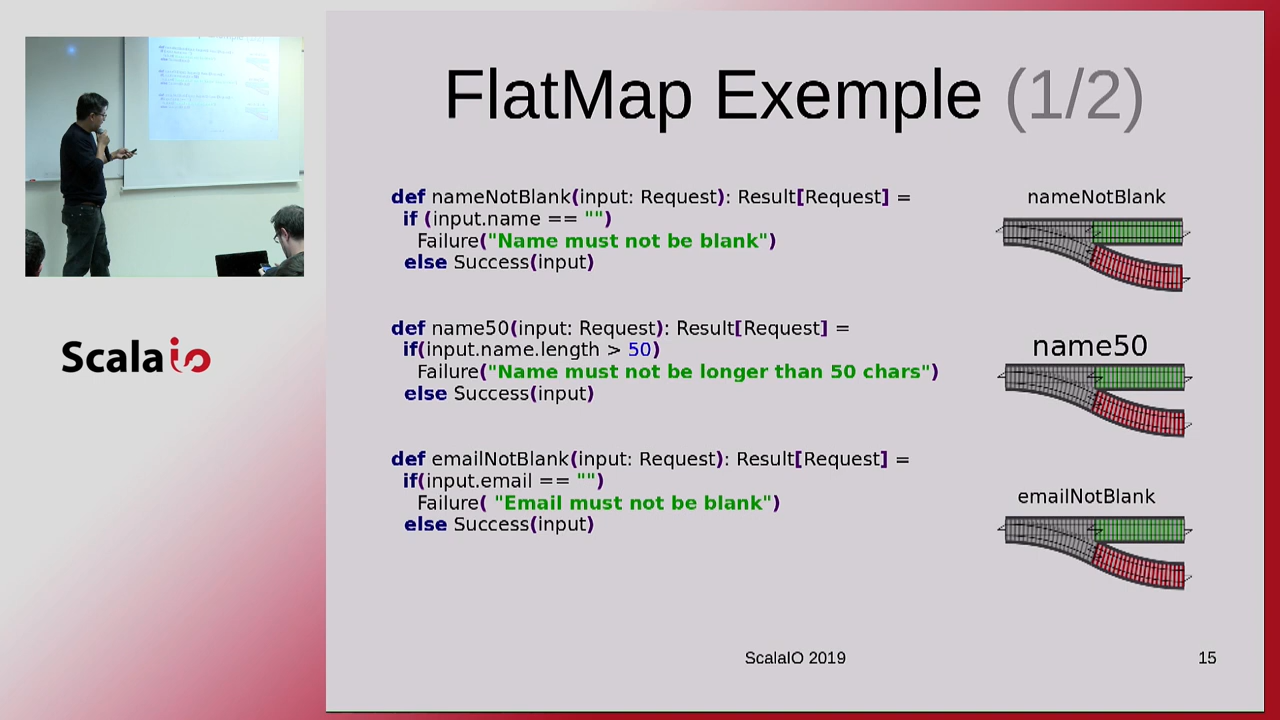 FlatMap Exemple (1/2)
def nameNotBlank(input: Request): Result[Request] =
if (input.name == "")
Failure("Name must not be blank")
else Success(input)
nameNotBlank
def name50(input: Request): Result[Request] =
if(input.name.length > 50)
Failure("Name must not be longer than 50 chars")
else Success(input)
name50
def emailNotBlank(input: Request): Result[Request] =
if(input.email == "")
Failure( "Email must not be blank")
else Success(input)
emailNotBlank
Scala io
ScalaIO 2019
15